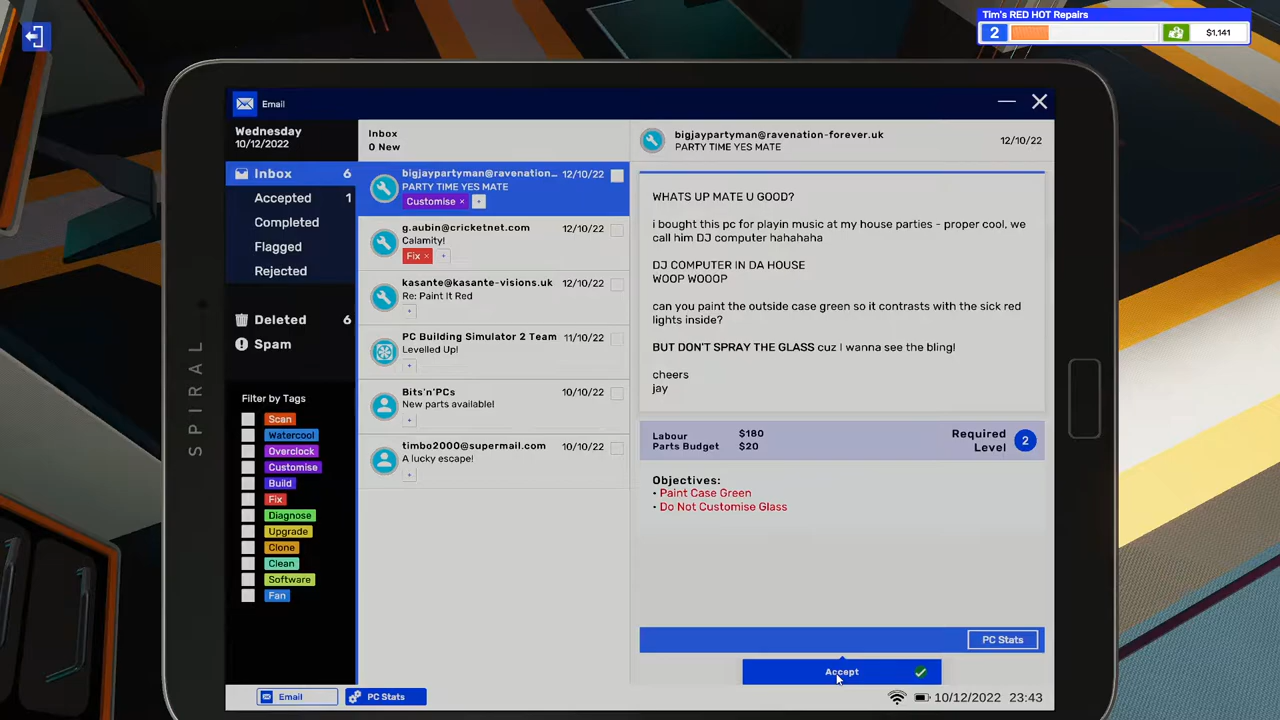 Tim's RED HOT Repairs
2
$1,141
Email
Wednesday
10/12/2022
Inbox 6
Accepted 1
Completed
Flagged
Rejected
Deleted 6
Spam
Filter by Tags
Scan
Watercool
Overclock
Customise
Build
Fix
Diagnose
Upgrade
Clone
Clean
Software
Fan
Inbox
0 New
bigjaypartyman@ravenation... 12/10/22
PARTY TIME YES MATE
Customise × +
g.aubin@cricketnet.com 12/10/22
Calamity!
Fix × +
kasante@kasante-visions.uk 12/10/22
Re: Paint It Red
+
PC Building Simulator 2 Team 11/10/22
Levelled Up!
+
Bits'n'PCs 10/10/22
New parts available!
+
timbo2000@supermail.com 10/10/22
A lucky escape!
+
bigjaypartyman@ravenation-forever.uk 12/10/22
PARTY TIME YES MATE
WHATS UP MATE U GOOD?
i bought this pc for playin music at my house parties - proper cool, we
call him DJ computer hahahaha
DJ COMPUTER IN DA HOUSE
WOOP WOOOP
can you paint the outside case green so it contrasts with the sick red
lights inside?
BUT DON'T SPRAY THE GLASS cuz I wanna see the bling!
cheers
jay
Labour $180
Parts Budget $20
Required
Level 2
Objectives:
• Paint Case Green
• Do Not Customise Glass
PC Stats
Accept
Email PC Stats
10/12/2022 23:43
SPIRAL